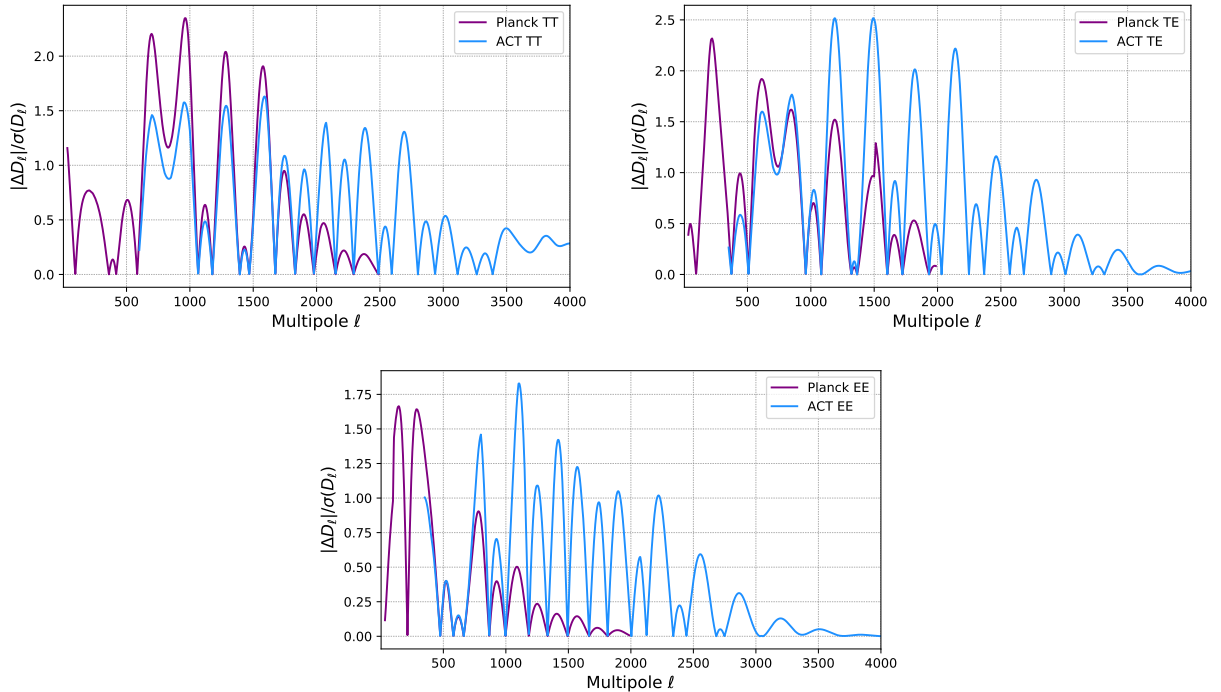 Planck TT
ACT TT
|ΔD_ℓ|/σ(D_ℓ)
2.0
1.5
1.0
0.5
0.0
500 1000 1500 2000 2500 3000 3500 4000
Multipole ℓ
Planck TE
ACT TE
|ΔD_ℓ|/σ(D_ℓ)
2.5
2.0
1.5
1.0
0.5
0.0
500 1000 1500 2000 2500 3000 3500 4000
Multipole ℓ
Planck EE
ACT EE
|ΔD_ℓ|/σ(D_ℓ)
1.75
1.50
1.25
1.00
0.75
0.50
0.25
0.00
500 1000 1500 2000 2500 3000 3500 4000
Multipole ℓ